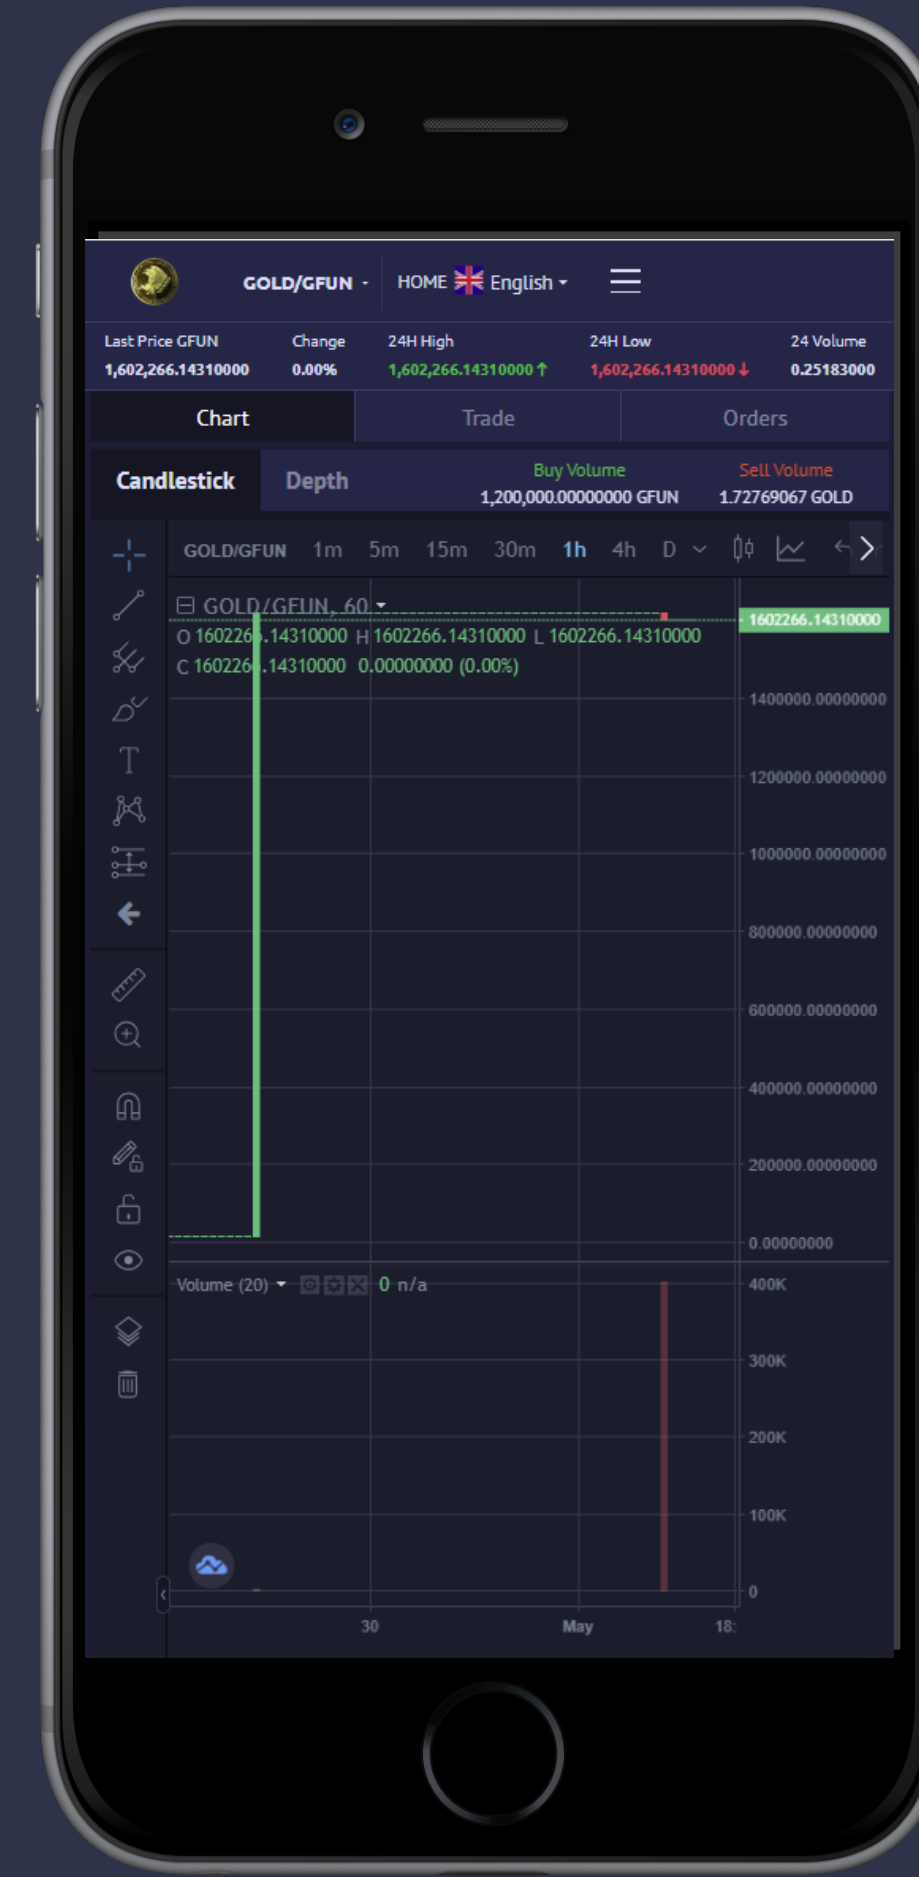 GOLD/GFUN HOME English
Last Price GFUN Change 24H High 24H Low 24 Volume
1,602,266.14310000 0.00% 1,602,266.14310000 1,602,266.14310000 0.25183000
Chart Trade Orders
Candlestick Depth Buy Volume Sell Volume
1,200,000.00000000 GFUN 1.72769067 GOLD
GOLD/GFUN 1m 5m 15m 30m 1h 4h D
GOLD/GFUN, 60
1602266.14310000
O 1602266.14310000 H 1602266.14310000 L 1602266.14310000
C 1602266.14310000 0.00000000 (0.00%)
1400000.00000000
T
1200000.00000000
1000000.00000000
800000.00000000
600000.00000000
400000.00000000
200000.00000000
0.00000000
Volume (20) 0 n/a
400K
300K
200K
100K
0
30 May 18: